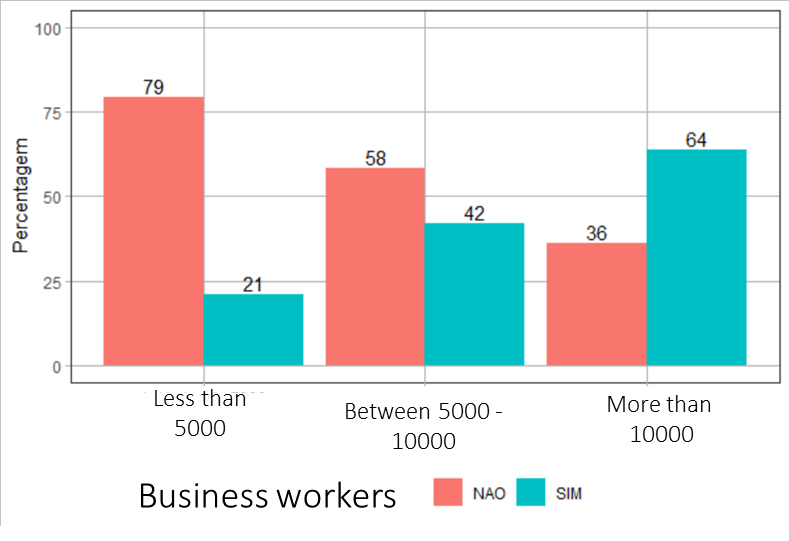 100
75
50
25
0
Percentagem
79
21
58
42
36
64
Less than
5000
Between 5000 -
10000
More than
10000
Business workers
NAO
SIM